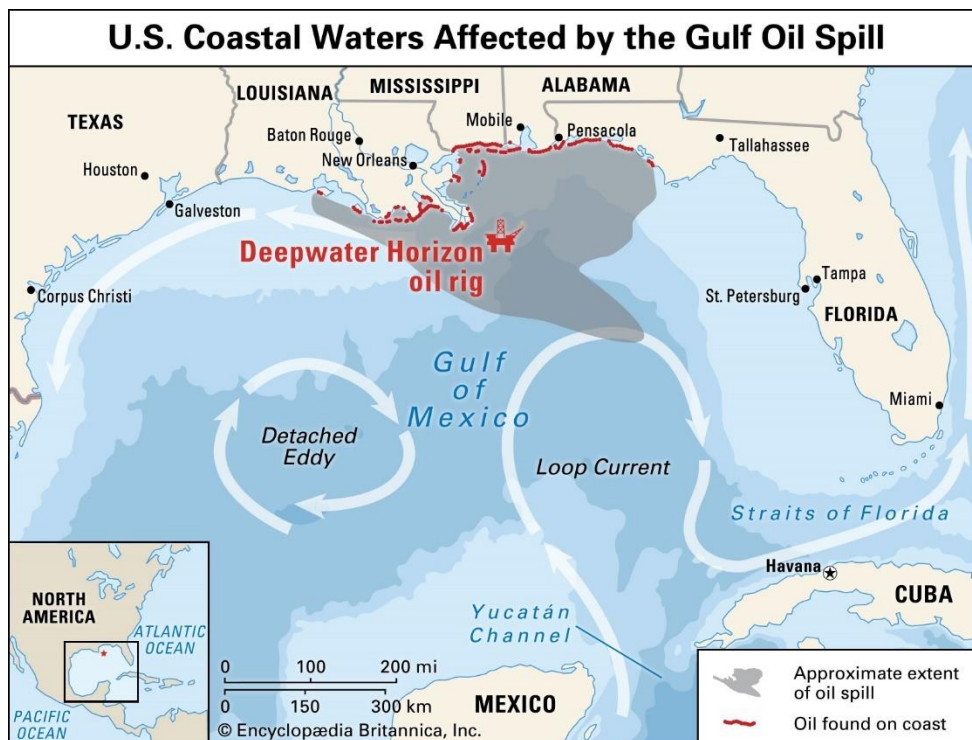 U.S. Coastal Waters Affected by the Gulf Oil Spill
MISSISSIPPI
ALABAMA
LOUISIANA
TEXAS
Mobile
Pensacola
Baton Rouge
Tallahassee
New Orleans
Houston
Galveston
Deepwater Horizon
oil rig
Corpus Christi
Tampa
St. Petersburg
FLORIDA
Gulf
of
Mexico
Miami
Detached
Eddy
Loop Current
Straits of Florida
Havana
CUBA
NORTH
AMERICA
ATLANTIC
OCEAN
PACIFIC
OCEAN
Yucatán
Channel
0 100 200 mi
0 150 300 km
MEXICO
© Encyclopædia Britannica, Inc.
Approximate extent
of oil spill
Oil found on coast